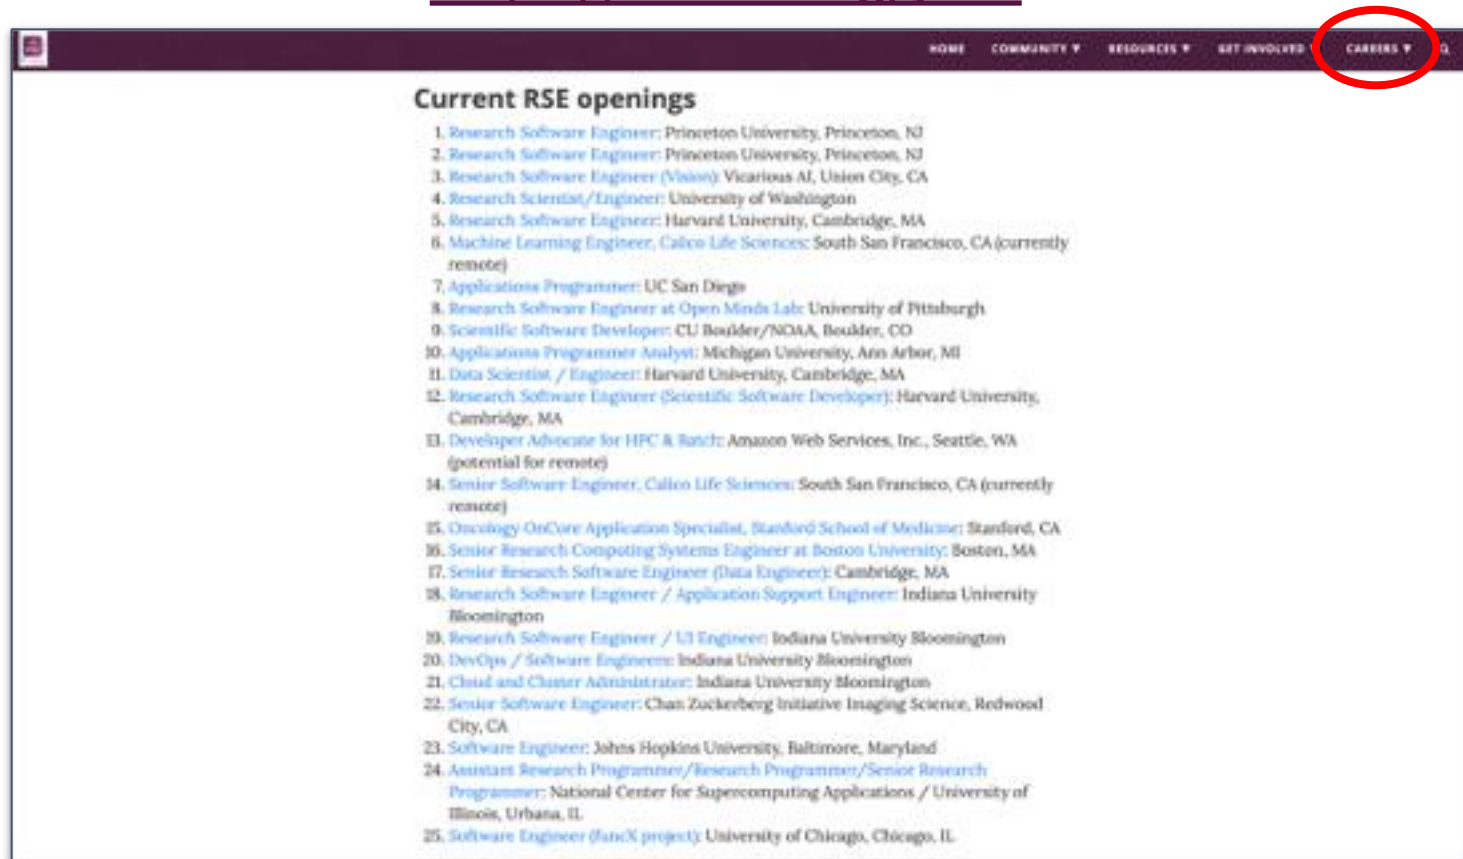 HOME COMMUNITY ▼ RESOURCES ▼ GET INVOLVED CAREERS ▼
Current RSE openings
1. Research Software Engineer: Princeton University, Princeton, NJ
2. Research Software Engineer: Princeton University, Princeton, NJ
3. Research Software Engineer (Vision): Vicarious AI, Union City, CA
4. Research Scientist/Engineer: University of Washington
5. Research Software Engineer: Harvard University, Cambridge, MA
6. Machine Learning Engineer, Calico Life Sciences: South San Francisco, CA (currently
remote)
7. Applications Programmer: UC San Diego
8. Research Software Engineer at Open Minds Lab: University of Pittsburgh
9. Scientific Software Developer: CU Boulder/NOAA, Boulder, CO
10. Applications Programmer Analyst: Michigan University, Ann Arbor, MI
11. Data Scientist / Engineer: Harvard University, Cambridge, MA
12. Research Software Engineer (Scientific Software Developer): Harvard University,
Cambridge, MA
13. Developer Advocate for HPC & Batch: Amazon Web Services, Inc., Seattle, WA
(potential for remote)
14. Senior Software Engineer, Calico Life Sciences: South San Francisco, CA (currently
remote)
15. Oncology OnCore Application Specialist, Stanford School of Medicine: Stanford, CA
16. Senior Research Computing Systems Engineer at Boston University: Boston, MA
17. Senior Research Software Engineer (Data Engineer): Cambridge, MA
18. Research Software Engineer / Application Support Engineer: Indiana University
Bloomington
19. Research Software Engineer / UI Engineer: Indiana University Bloomington
20. DevOps / Software Engineers: Indiana University Bloomington
21. Cloud and Cluster Administrator: Indiana University Bloomington
22. Senior Software Engineer: Chan Zuckerberg Initiative Imaging Science, Redwood
City, CA
23. Software Engineer: Johns Hopkins University, Baltimore, Maryland
24. Assistant Research Programmer/Research Programmer/Senior Research
Programmer: National Center for Supercomputing Applications / University of
Illinois, Urbana, IL
25. Software Engineer (funcX project): University of Chicago, Chicago, IL